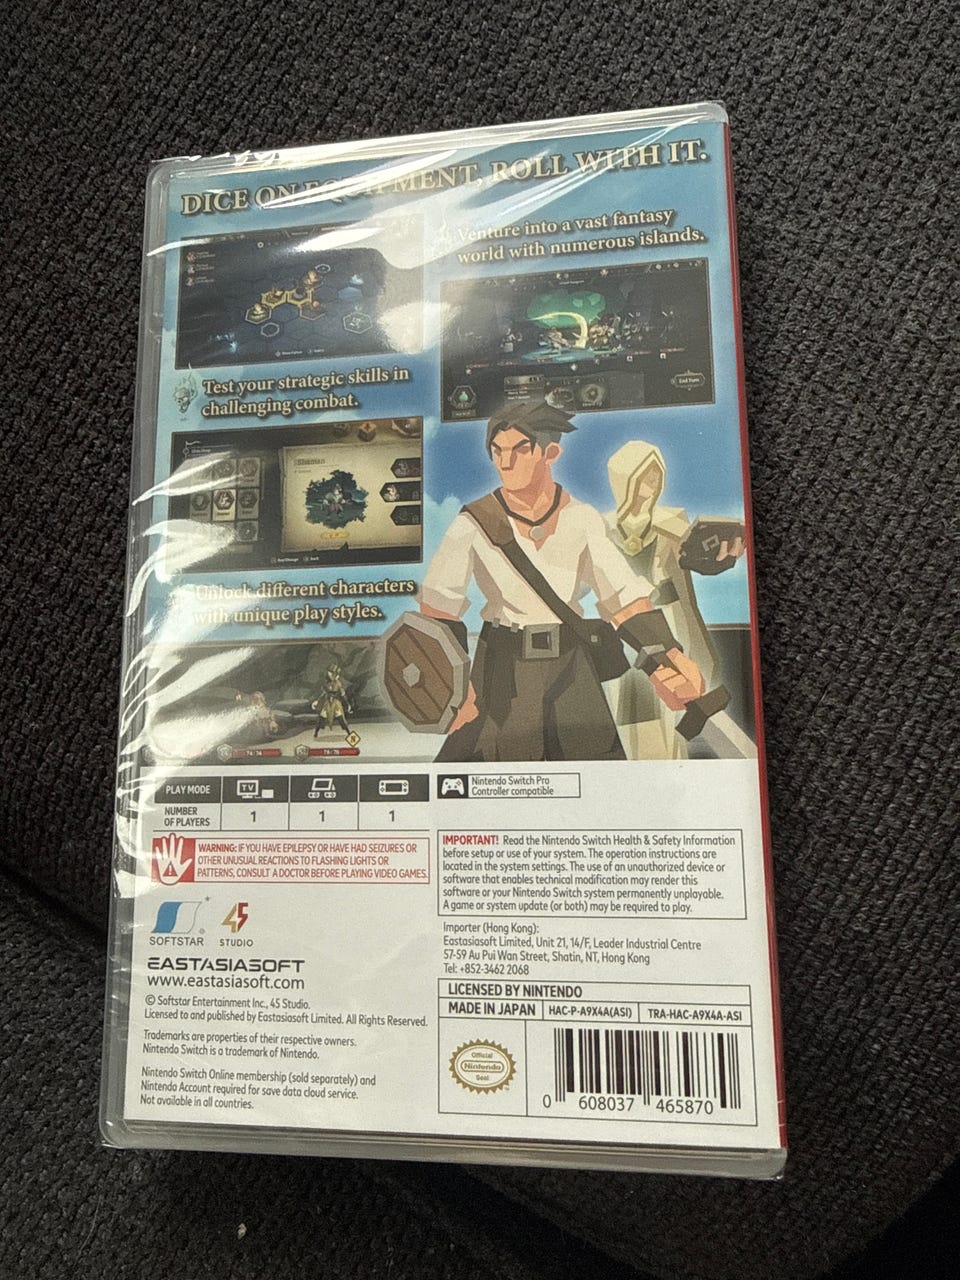 DICE ON EQUIPMENT, ROLL WITH IT.
Venture into a vast fantasy
world with numerous islands.
End Turn
Test your strategic skills in
challenging combat.
Shaman
Unlock different characters
with unique play styles.
74/74
76/76
N
PLAY MODE
TV
NUMBER
OF PLAYERS
1
1
1
Nintendo Switch Pro
Controller compatible
WARNING: IF YOU HAVE EPILEPSY OR HAVE HAD SEIZURES OR
OTHER UNUSUAL REACTIONS TO FLASHING LIGHTS OR
PATTERNS, CONSULT A DOCTOR BEFORE PLAYING VIDEO GAMES.
IMPORTANT! Read the Nintendo Switch Health & Safety Information
before setup or use of your system. The operation instructions are
located in the system settings. The use of an unauthorized device or
software that enables technical modification may render this
software or your Nintendo Switch system permanently unplayable.
A game or system update (or both) may be required to play.
SOFTSTAR
45
STUDIO
EASTASIASOFT
www.eastasiasoft.com
© Softstar Entertainment Inc., 45 Studio.
Licensed to and published by Eastasiasoft Limited. All Rights Reserved.
Trademarks are properties of their respective owners.
Nintendo Switch is a trademark of Nintendo.
Nintendo Switch Online membership (sold separately) and
Nintendo Account required for save data cloud service.
Not available in all countries.
Importer (Hong Kong):
Eastasiasoft Limited, Unit 21, 14/F, Leader Industrial Centre
57-59 Au Pui Wan Street, Shatin, NT, Hong Kong
Tel: +852-3462 2068
LICENSED BY NINTENDO
MADE IN JAPAN
HAC-P-A9X4A(ASI)
TRA-HAC-A9X4A-ASI
Official
Nintendo
Seal
0 608037 465870